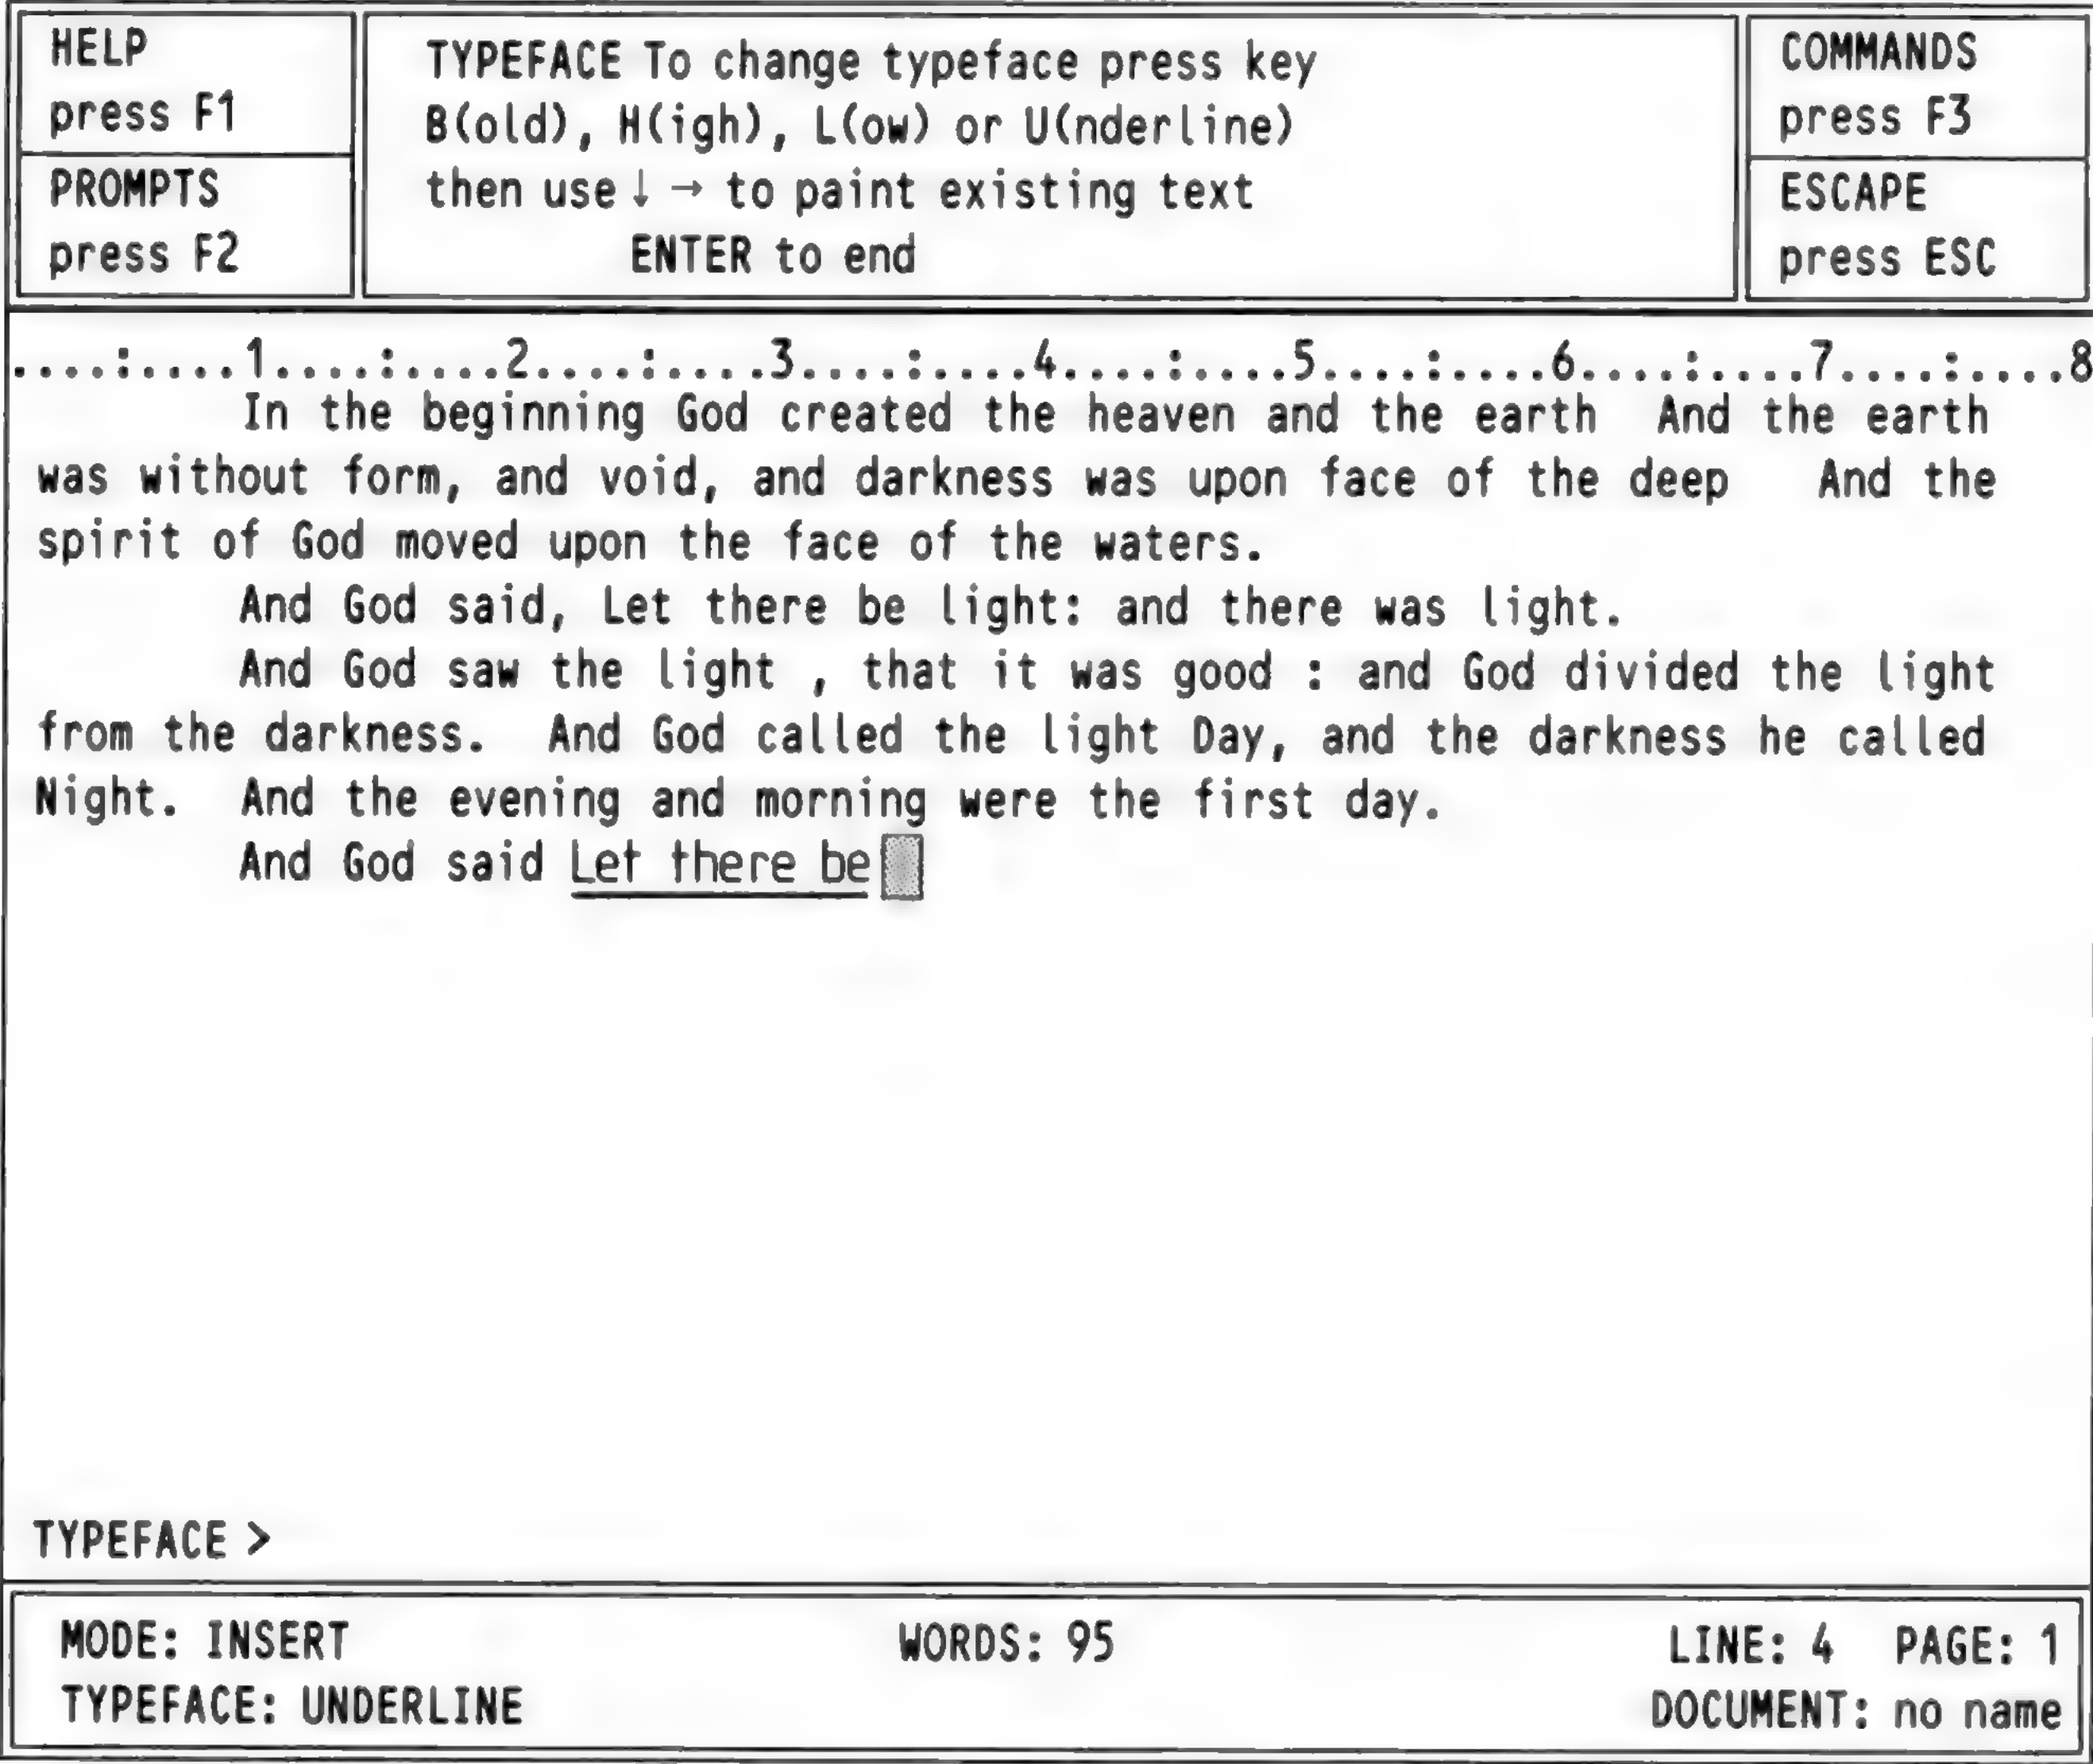 HELP
press F1
PROMPTS
press F2
TYPEFACE To change typeface press key
B(old), H(igh), L(ow) or U(nderline)
then use ↓ → to paint existing text
ENTER to end
COMMANDS
press F3
ESCAPE
press ESC
....:....1....:....2....:....3....:....4....:....5....:....6....:....7....:....8
In the beginning God created the heaven and the earth  And the earth
was without form, and void, and darkness was upon face of the deep   And the
spirit of God moved upon the face of the waters.
And God said, Let there be light: and there was light.
And God saw the light , that it was good : and God divided the light
from the darkness.  And God called the light Day, and the darkness he called
Night.  And the evening and morning were the first day.
And God said Let there be
TYPEFACE >
MODE: INSERT WORDS: 95 LINE: 4 PAGE: 1
TYPEFACE: UNDERLINE DOCUMENT: no name